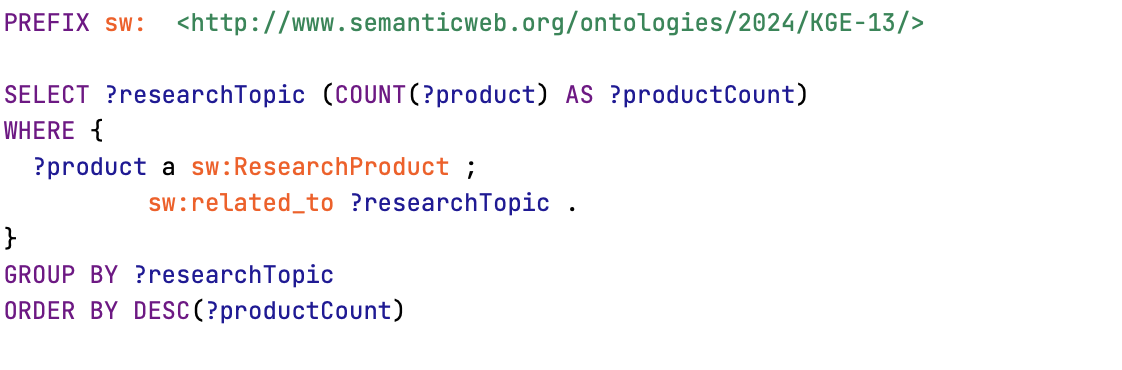 PREFIX sw:  <http://www.semanticweb.org/ontologies/2024/KGE-13/>

SELECT ?researchTopic (COUNT(?product) AS ?productCount)
WHERE {
  ?product a sw:ResearchProduct ;
          sw:related_to ?researchTopic .
}
GROUP BY ?researchTopic
ORDER BY DESC(?productCount)